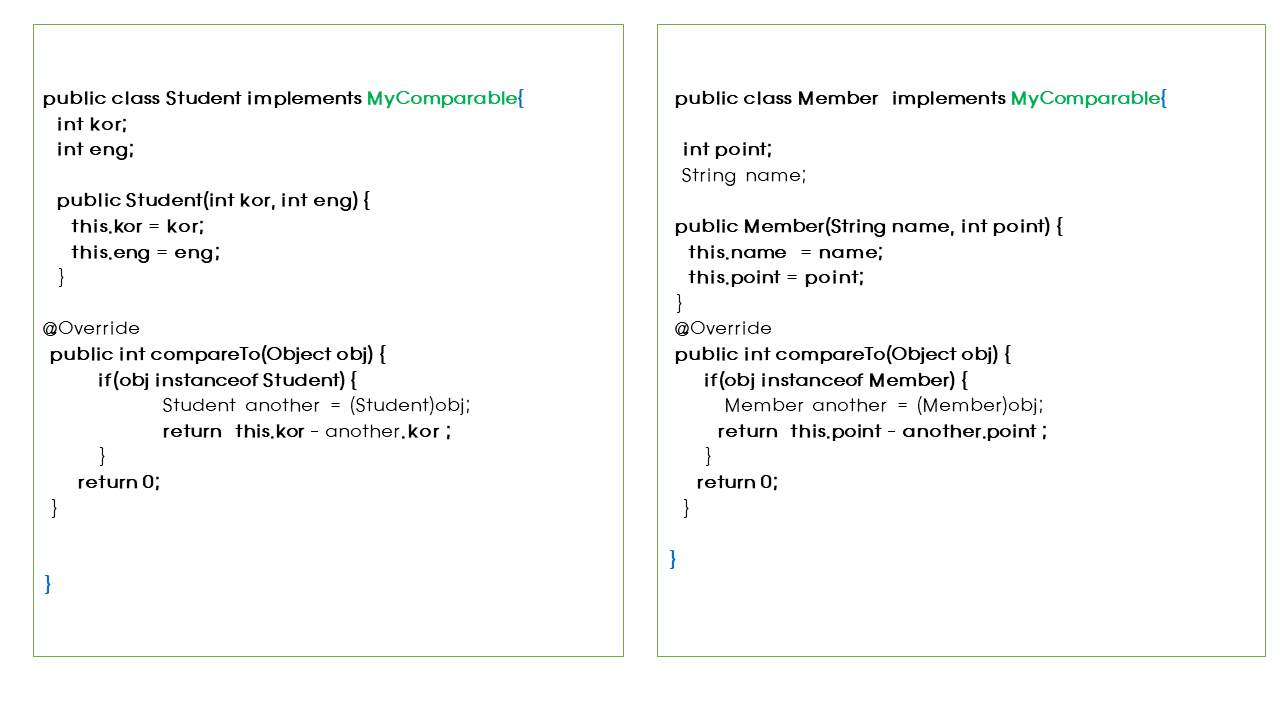 public class Student implements MyComparable{
int kor;
int eng;
public Student(int kor, int eng) {
this.kor = kor;
this.eng = eng;
}
@Override
public int compareTo(Object obj) {
if(obj instanceof Student) {
Student another = (Student)obj;
return this.kor - another.kor ;
}
return 0;
}
}
public class Member implements MyComparable{
int point;
String name;
public Member(String name, int point) {
this.name = name;
this.point = point;
}
@Override
public int compareTo(Object obj) {
if(obj instanceof Member) {
Member another = (Member)obj;
return this.point - another.point ;
}
return 0;
}
}